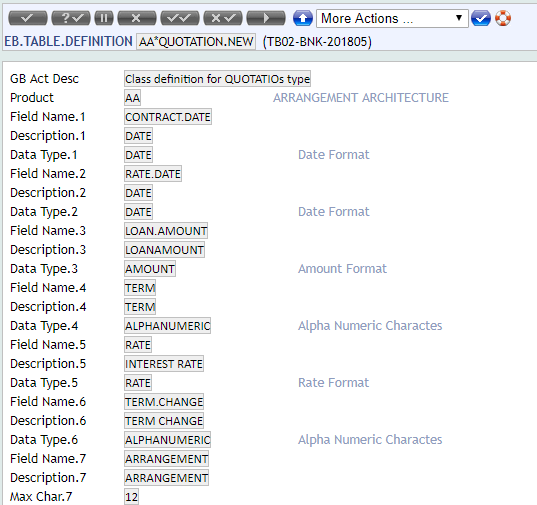 More Actions ...
EB.TABLE.DEFINITION AA*QUOTATION.NEW (TB02-BNK-201805)
GB Act Desc Class definition for QUOTATIOs type
Product AA ARRANGEMENT ARCHITECTURE
Field Name.1 CONTRACT.DATE
Description.1 DATE
Data Type.1 DATE Date Format
Field Name.2 RATE.DATE
Description.2 DATE
Data Type.2 DATE Date Format
Field Name.3 LOAN.AMOUNT
Description.3 LOANAMOUNT
Data Type.3 AMOUNT Amount Format
Field Name.4 TERM
Description.4 TERM
Data Type.4 ALPHANUMERIC Alpha Numeric Charactes
Field Name.5 RATE
Description.5 INTEREST RATE
Data Type.5 RATE Rate Format
Field Name.6 TERM.CHANGE
Description.6 TERM CHANGE
Data Type.6 ALPHANUMERIC Alpha Numeric Charactes
Field Name.7 ARRANGEMENT
Description.7 ARRANGEMENT
Max Char.7 12